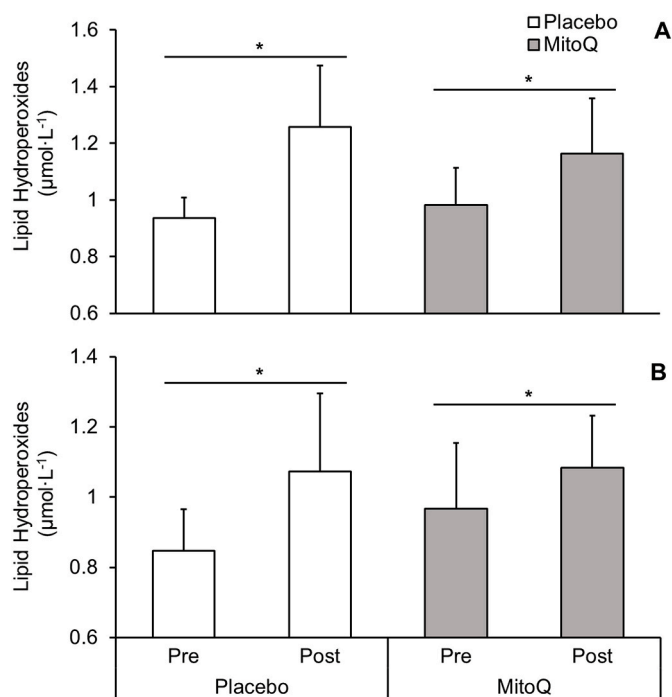 Placebo
MitoQ
A
Lipid Hydroperoxides
(µmol·L⁻¹)
1.6
1.4
1.2
1
0.8
0.6
*
*
B
Lipid Hydroperoxides
(µmol·L⁻¹)
1.4
1.2
1
0.8
0.6
*
*
Pre Post Pre Post
Placebo MitoQ